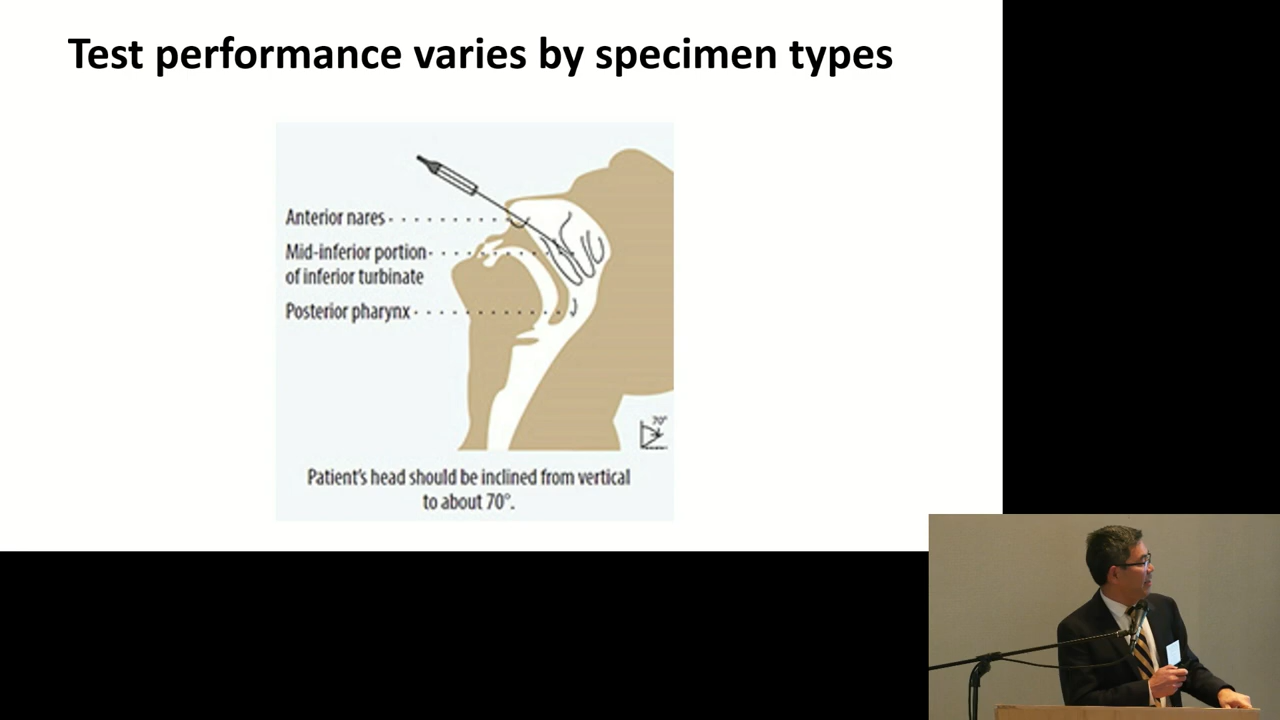 Test performance varies by specimen types
Anterior nares
Mid-inferior portion
of inferior turbinate
Posterior pharynx
70°
Patient's head should be inclined from vertical
to about 70°.